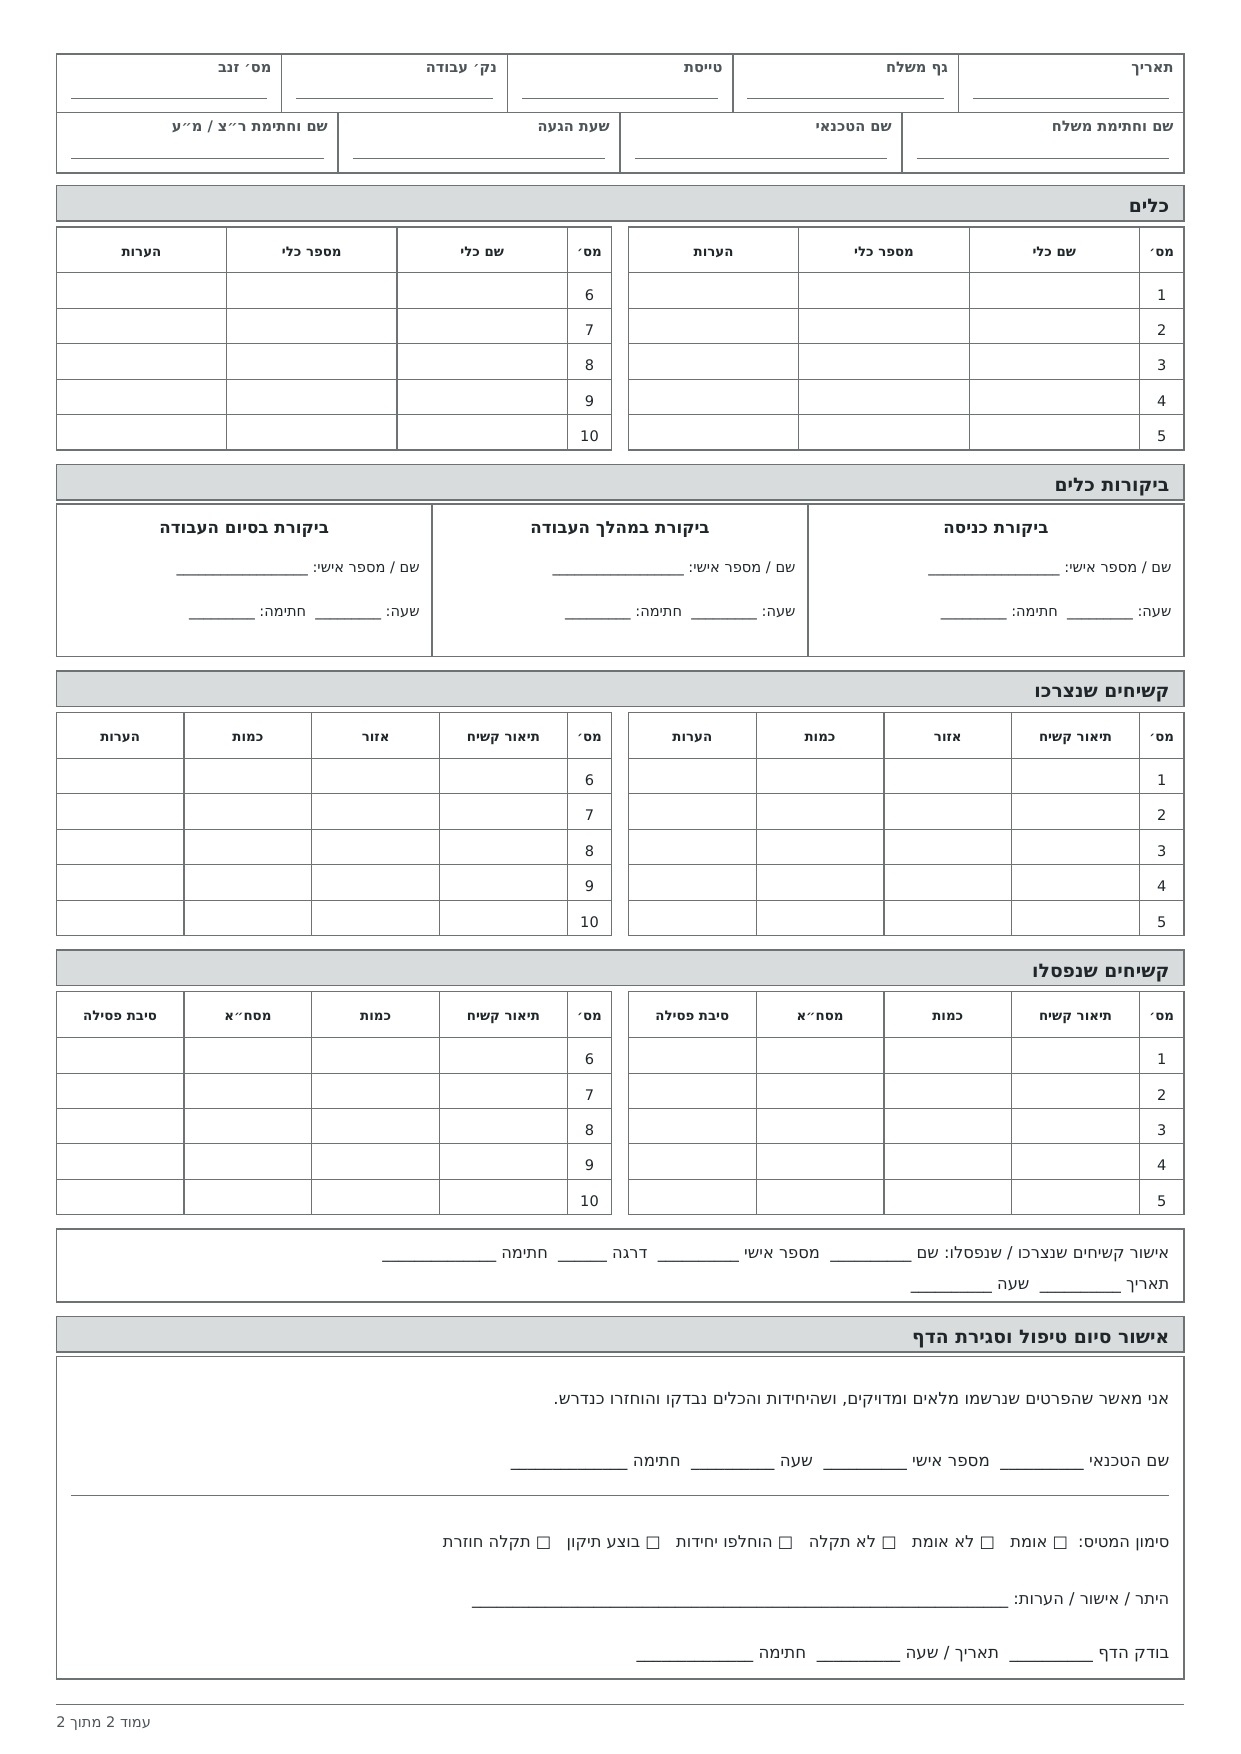 תאריך גף משלח טייסת נק׳ עבודה מס׳ זנב
שם וחתימת משלח שם הטכנאי שעת הגעה שם וחתימת ר״צ / מ״ע
כלים
מס׳ שם כלי מספר כלי הערות מס׳ שם כלי מספר כלי הערות
1 6
2 7
3 8
4 9
5 10
ביקורות כלים
ביקורת כניסה ביקורת במהלך העבודה ביקורת בסיום העבודה
שם / מספר אישי: ________________ שם / מספר אישי: ________________ שם / מספר אישי: ________________
שעה: ________ חתימה: ________ שעה: ________ חתימה: ________ שעה: ________ חתימה: ________
קשיחים שנצרכו
מס׳ תיאור קשיח אזור כמות הערות מס׳ תיאור קשיח אזור כמות הערות
1 6
2 7
3 8
4 9
5 10
קשיחים שנפסלו
מס׳ תיאור קשיח כמות מסח״א סיבת פסילה מס׳ תיאור קשיח כמות מסח״א סיבת פסילה
1 6
2 7
3 8
4 9
5 10
אישור קשיחים שנצרכו / שנפסלו: שם __________ מספר אישי __________ דרגה ______ חתימה ______________
תאריך __________ שעה __________
אישור סיום טיפול וסגירת הדף
אני מאשר שהפרטים שנרשמו מלאים ומדויקים, ושהיחידות והכלים נבדקו והוחזרו כנדרש.
שם הטכנאי __________ מספר אישי __________ שעה __________ חתימה ______________
סימון המטיס: □ אומת □ לא אומת □ לא תקלה □ הוחלפו יחידות □ בוצע תיקון □ תקלה חוזרת
היתר / אישור / הערות: ________________________________________________________________
בודק הדף __________ תאריך / שעה __________ חתימה ______________
עמוד 2 מתוך 2